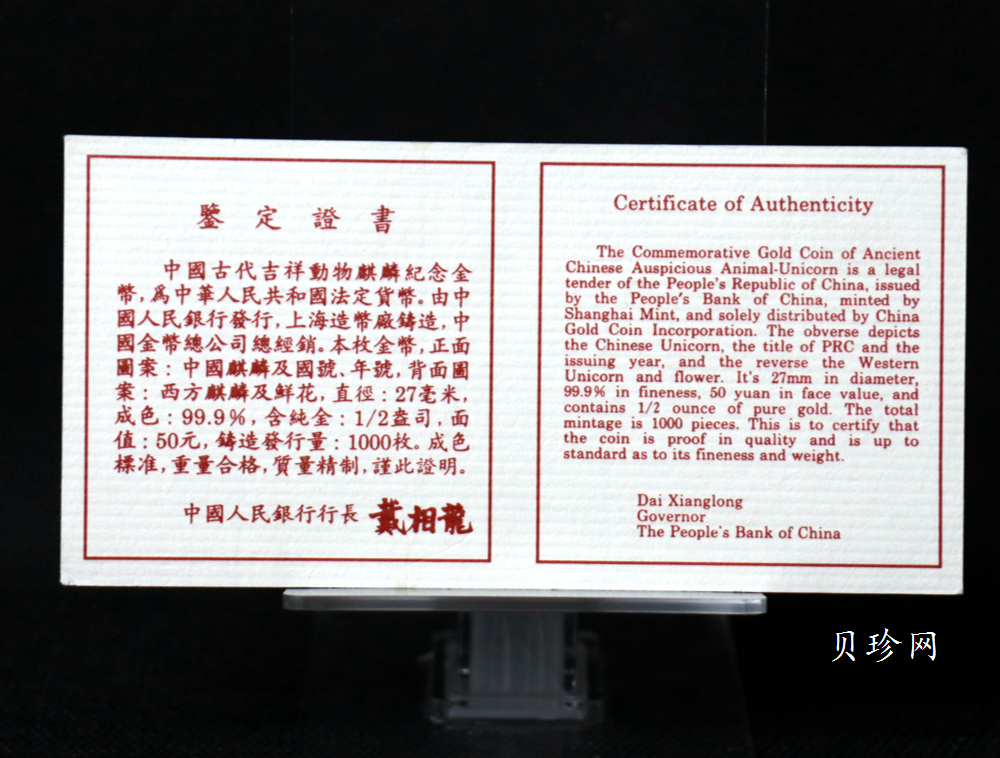 鑒定證書
中國古代吉祥動物麒麟紀念金
幣，爲中華人民共和國法定貨幣。由中
國人民銀行發行，上海造幣廠鑄造，中
國金幣總公司總經銷。本枚金幣，正面
圖案：中國麒麟及國號、年號，背面圖
案：西方麒麟及鮮花，直徑：27毫米，
成色：99.9%，含純金：1/2盎司，面
值：50元，鑄造發行量：1000枚。成色
標准，重量合格，質量精制，謹此證明。
中國人民銀行行長 戴相龍
Certificate of Authenticity
The Commemorative Gold Coin of Ancient
Chinese Auspicious Animal-Unicorn is a legal
tender of the People's Republic of China, issued
by the People's Bank of China, minted by
Shanghai Mint, and solely distributed by China
Gold Coin Incorporation. The obverse depicts
the Chinese Unicorn, the title of PRC and the
issuing year, and the reverse the Western
Unicorn and flower. It's 27mm in diameter,
99.9% in fineness, 50 yuan in face value, and
contains 1/2 ounce of pure gold. The total
mintage is 1000 pieces. This is to certify that
the coin is proof in quality and is up to
standard as to its fineness and weight.
Dai Xianglong
Governor
The People's Bank of China
贝珍网